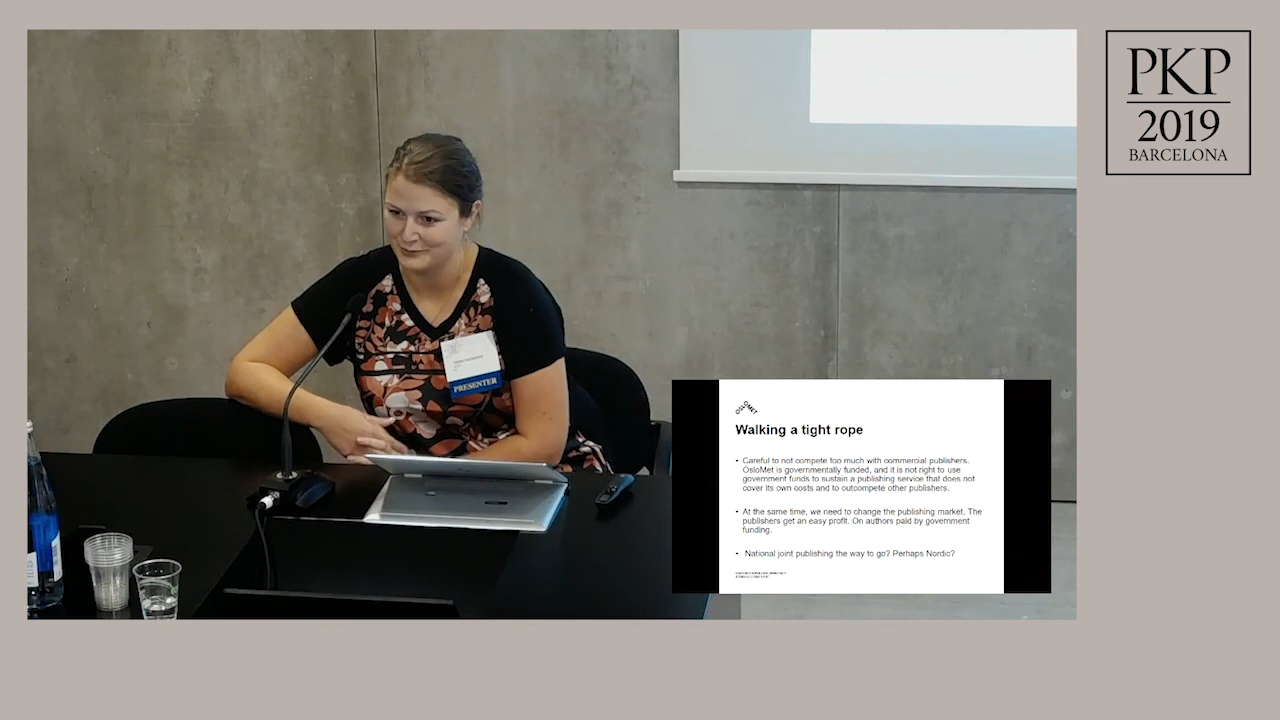 PKP
2019
BARCELONA
PRESENTER
OSLOMET
Walking a tight rope
• Careful to not compete too much with commercial publishers.
OsloMet is governmentally funded, and it is not right to use
government funds to sustain a publishing service that does not
cover its own costs and to outcompete other publishers.
• At the same time, we need to change the publishing market. The
publishers get an easy profit. On authors paid by government
funding.
• National joint publishing the way to go? Perhaps Nordic?